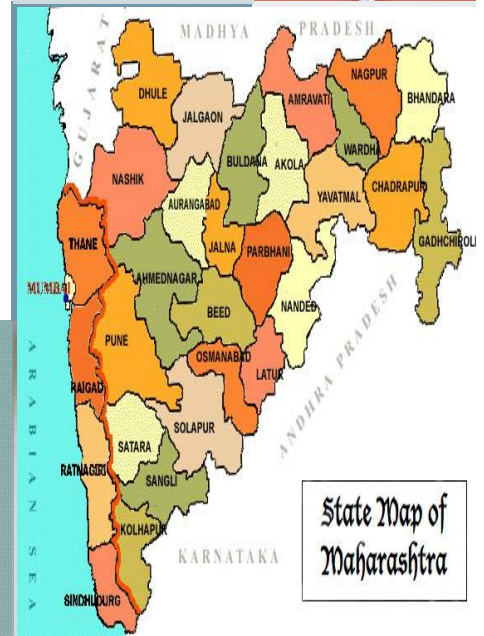 MADHYA PRADESH
GUJARAT
DHULE
JALGAON
NAGPUR
AMRAVATI
BHANDARA
BULDANA
AKOLA
WARDHA
NASHIK
YAVATMAL
CHADRAPUR
AURANGABAD
JALNA
GADHCHIROLI
THANE
PARBHANI
AHMEDNAGAR
MUMBAI
NANDED
BEED
PUNE
OSMANABAD
LATUR
RAIGAD
ANDHRA PRADESH
ARABIAN SEA
SOLAPUR
SATARA
RATNAGIRI
SANGLI
KOLHAPUR
KARNATAKA
SINDHUDURG
State Map of
Maharashtra